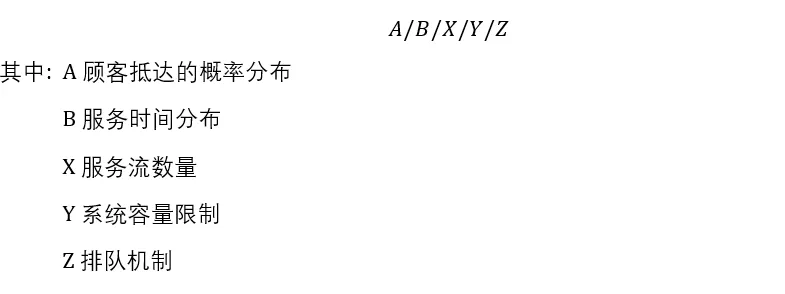 A/B/X/Y/Z
其中: A 顾客抵达的概率分布
B 服务时间分布
X 服务流数量
Y 系统容量限制
Z 排队机制